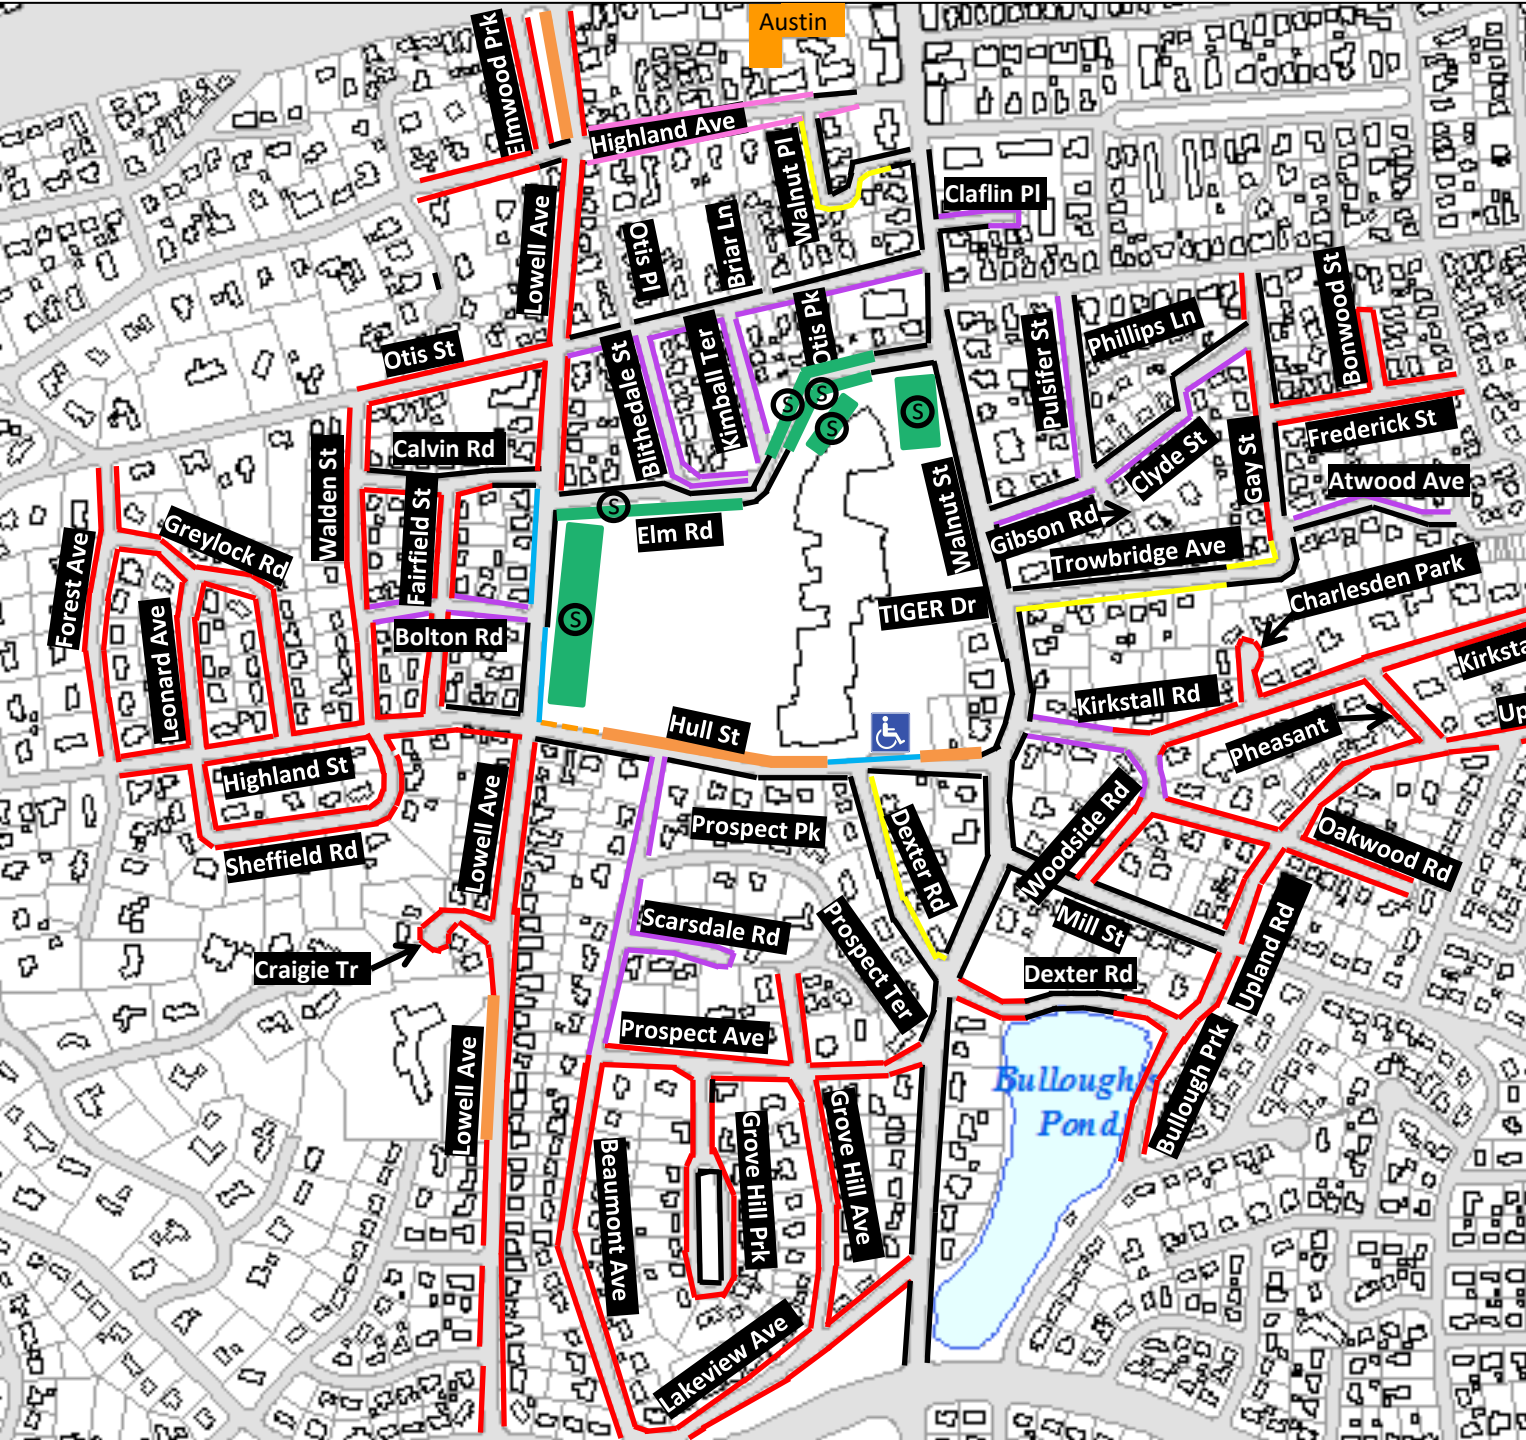 Austin
Elmwood Prk
Highland Ave
Walnut Pl
Claflin Pl
Lowell Ave
Otis Pl
Briar Ln
Otis St
Otis Pk
Blithedale St
Kimball Ter
Pulsifer St
Phillips Ln
Bonwood St
S
S
S
S
Calvin Rd
Walden St
Fairfield St
Frederick St
Clyde St
Gay St
Atwood Ave
Walnut St
Gibson Rd
S
Elm Rd
Trowbridge Ave
Greylock Rd
Forest Ave
Charlesden Park
TIGER Dr
S
Leonard Ave
Bolton Rd
Kirksta
Kirkstall Rd
Up
Hull St
Pheasant
Highland St
Lowell Ave
Prospect Pk
Dexter Rd
Woodside Rd
Oakwood Rd
Sheffield Rd
Scarsdale Rd
Prospect Ter
Mill St
Upland Rd
Craigie Tr
Dexter Rd
Prospect Ave
Lowell Ave
Bullough's
Pond
Bullough Prk
Beaumont Ave
Grove Hill Prk
Grove Hill Ave
Lakeview Ave